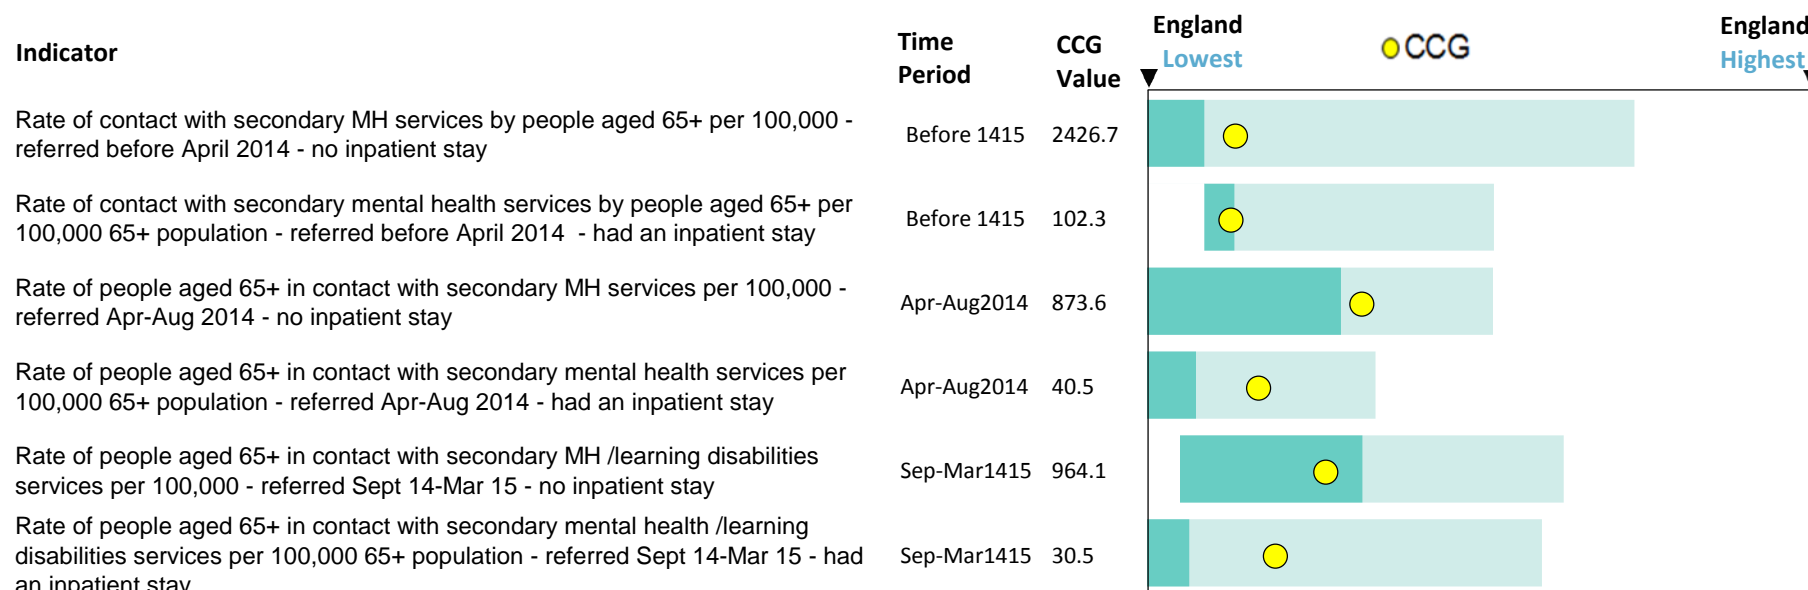 Indicator
Time
Period
CCG
Value
England
Lowest
CCG
England
Highest
Rate of contact with secondary MH services by people aged 65+ per 100,000 -
referred before April 2014 - no inpatient stay
Before 1415 2426.7
Rate of contact with secondary mental health services by people aged 65+ per
100,000 65+ population - referred before April 2014 - had an inpatient stay
Before 1415 102.3
Rate of people aged 65+ in contact with secondary MH services per 100,000 -
referred Apr-Aug 2014 - no inpatient stay
Apr-Aug2014 873.6
Rate of people aged 65+ in contact with secondary mental health services per
100,000 65+ population - referred Apr-Aug 2014 - had an inpatient stay
Apr-Aug2014 40.5
Rate of people aged 65+ in contact with secondary MH /learning disabilities
services per 100,000 - referred Sept 14-Mar 15 - no inpatient stay
Sep-Mar1415 964.1
Rate of people aged 65+ in contact with secondary mental health /learning
disabilities services per 100,000 65+ population - referred Sept 14-Mar 15 - had
an inpatient stay
Sep-Mar1415 30.5